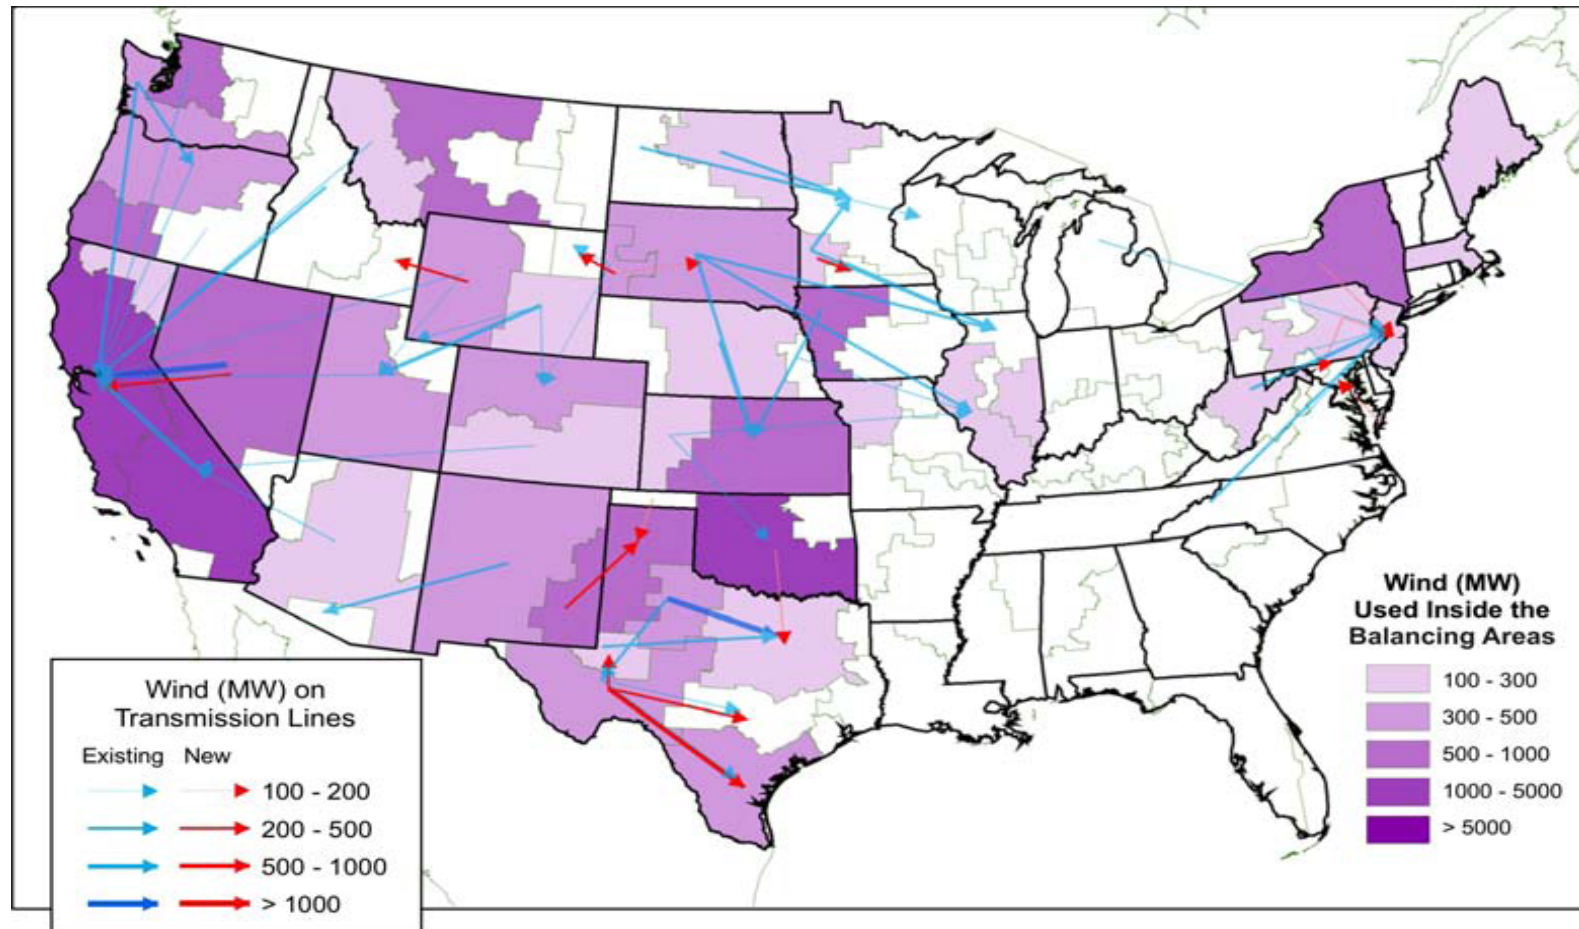 Wind (MW)
Used Inside the
Balancing Areas
100 - 300
300 - 500
500 - 1000
1000 - 5000
> 5000
Wind (MW) on
Transmission Lines
Existing New
100 - 200
200 - 500
500 - 1000
> 1000